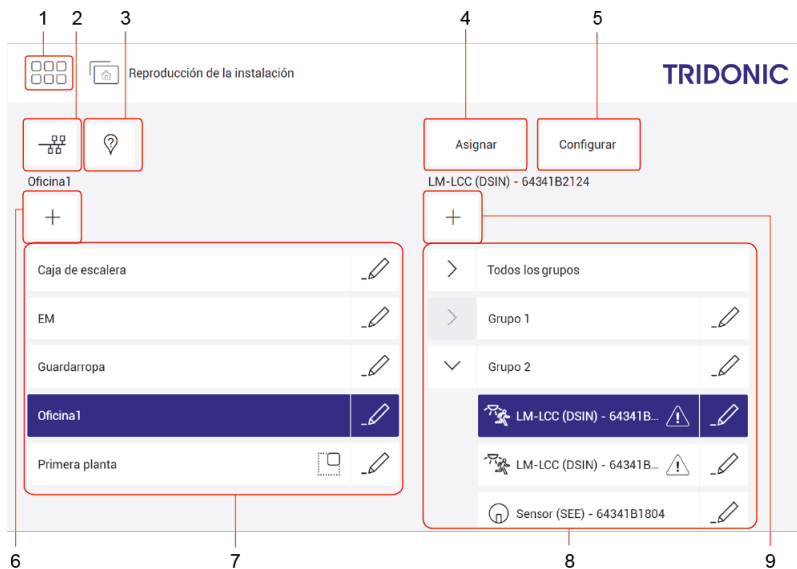 1 2 3 4 5
Reproducción de la instalación
TRIDONIC
Asignar
Configurar
Oficina1
LM-LCC (DSIN) - 64341B2124
Caja de escalera
EM
Guardarropa
Oficina1
Primera planta
Todos los grupos
Grupo 1
Grupo 2
LM-LCC (DSIN) - 64341B...
LM-LCC (DSIN) - 64341B...
Sensor (SEE) - 64341B1804
6 7 8 9